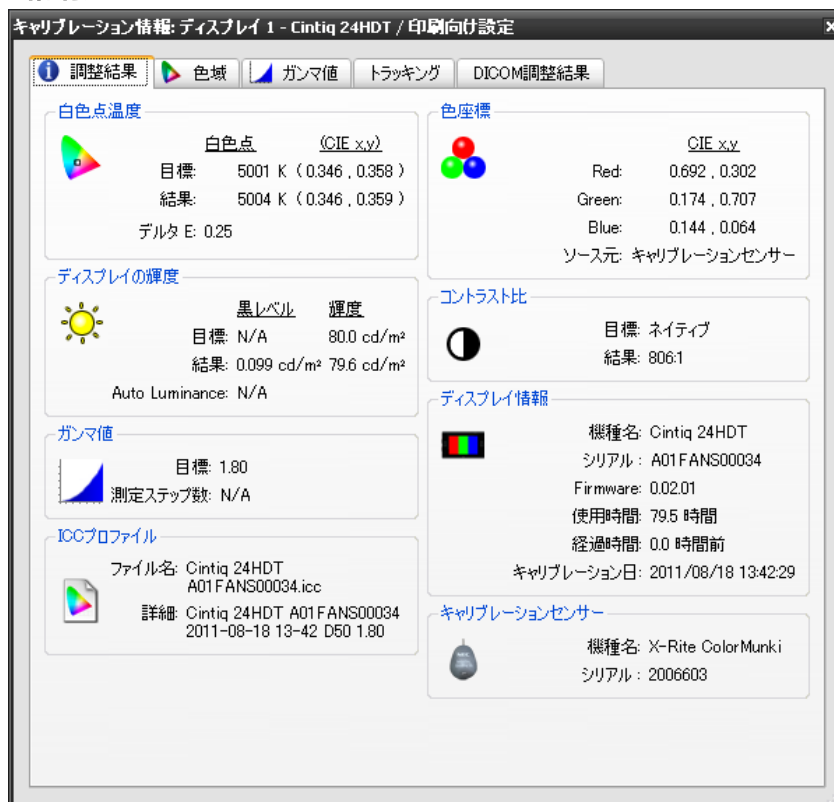 キャリブレーション情報: ディスプレイ 1 - Cintiq 24HDT / 印刷向け設定
調整結果 色域 ガンマ値 トラッキング DICOM調整結果
白色点温度
白色点 (CIE x,y)
目標: 5001 K ( 0.346 , 0.358 )
結果: 5004 K ( 0.346 , 0.359 )
デルタ E: 0.25
ディスプレイの輝度
黒レベル 輝度
目標: N/A 80.0 cd/m²
結果: 0.099 cd/m² 79.6 cd/m²
Auto Luminance: N/A
ガンマ値
目標: 1.80
測定ステップ数: N/A
ICCプロファイル
ファイル名: Cintiq 24HDT
A01FANS00034.icc
詳細: Cintiq 24HDT A01FANS00034
2011-08-18 13-42 D50 1.80
色座標
CIE x,y
Red: 0.692 , 0.302
Green: 0.174 , 0.707
Blue: 0.144 , 0.064
ソース元: キャリブレーションセンサー
コントラスト比
目標: ネイティブ
結果: 806:1
ディスプレイ情報
機種名: Cintiq 24HDT
シリアル : A01FANS00034
Firmware: 0.02.01
使用時間: 79.5 時間
経過時間: 0.0 時間前
キャリブレーション日: 2011/08/18 13:42:29
キャリブレーションセンサー
機種名: X-Rite ColorMunki
シリアル : 2006603